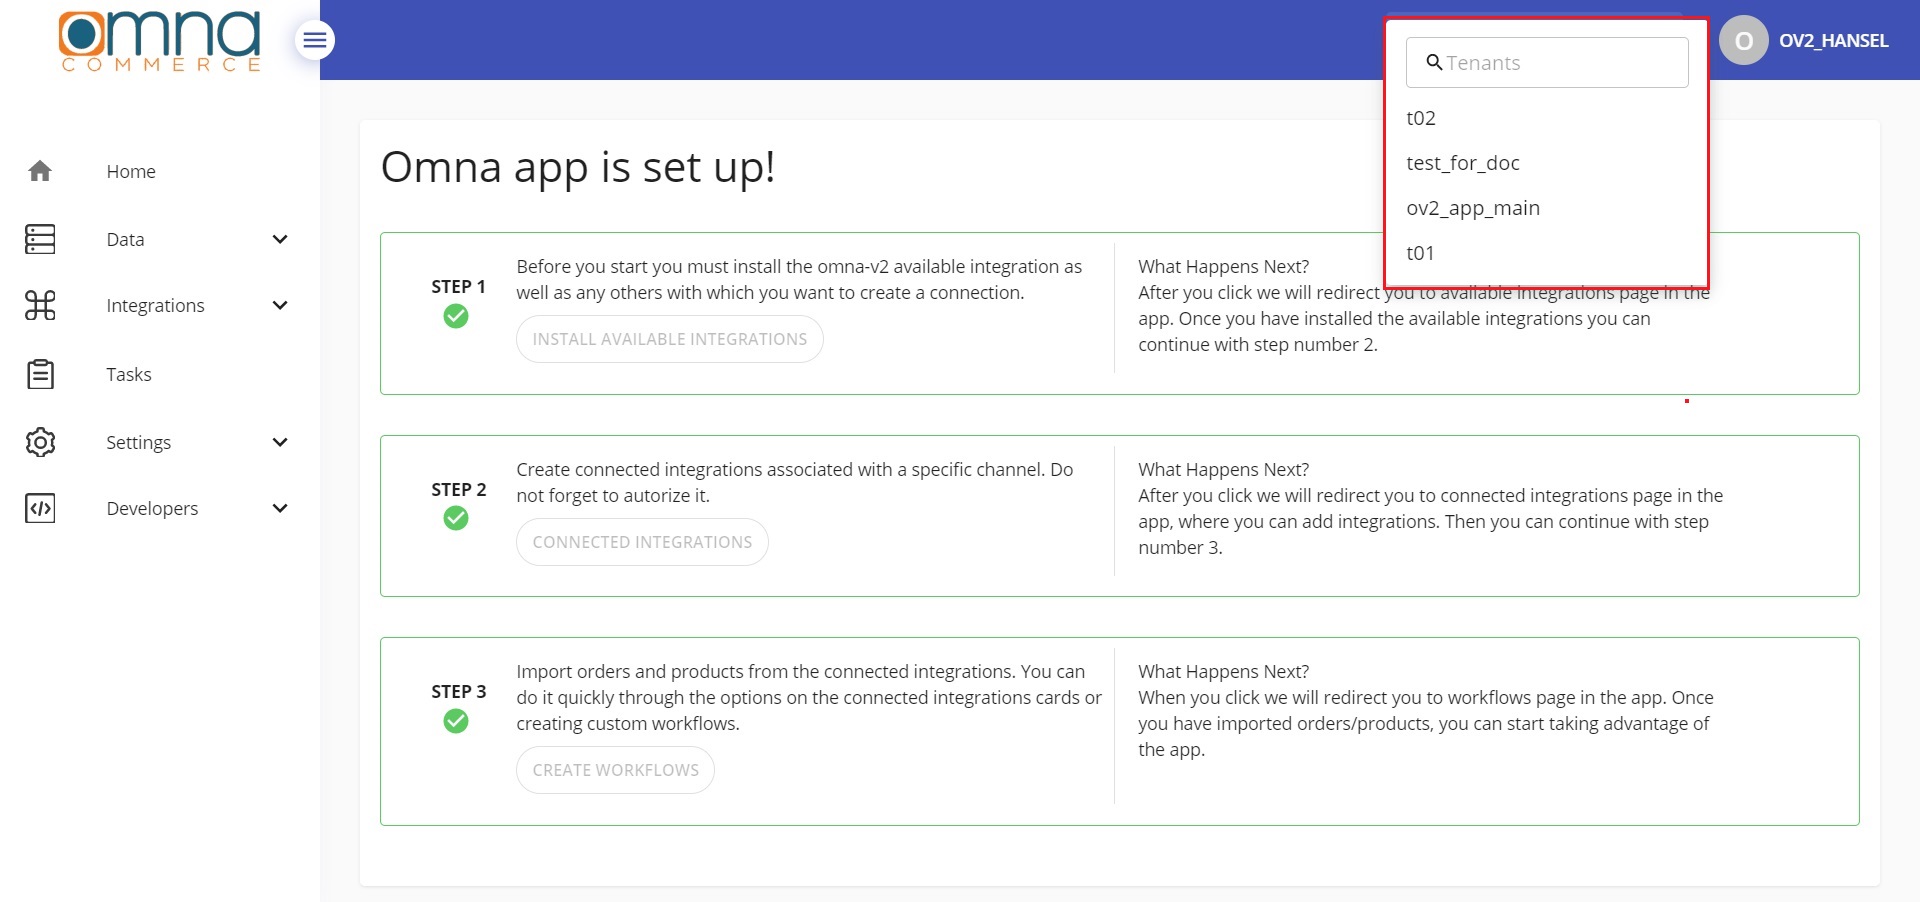 omna
COMMERCE
OV2_HANSEL
Tenants
t02
test_for_doc
ov2_app_main
t01
Home
Data
Integrations
Tasks
Settings
Developers
Omna app is set up!
STEP 1
Before you start you must install the omna-v2 available integration as
well as any others with which you want to create a connection.
INSTALL AVAILABLE INTEGRATIONS
What Happens Next?
After you click we will redirect you to available integrations page in the
app. Once you have installed the available integrations you can
continue with step number 2.
STEP 2
Create connected integrations associated with a specific channel. Do
not forget to autorize it.
CONNECTED INTEGRATIONS
What Happens Next?
After you click we will redirect you to connected integrations page in the
app, where you can add integrations. Then you can continue with step
number 3.
STEP 3
Import orders and products from the connected integrations. You can
do it quickly through the options on the connected integrations cards or
creating custom workflows.
CREATE WORKFLOWS
What Happens Next?
When you click we will redirect you to workflows page in the app. Once
you have imported orders/products, you can start taking advantage of
the app.